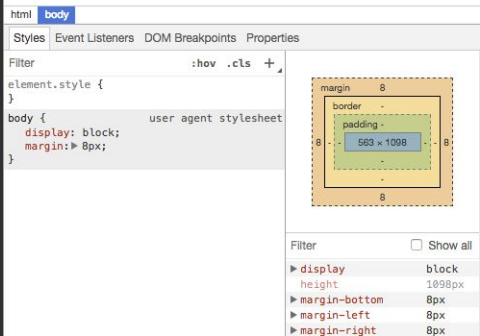 html body
Styles Event Listeners DOM Breakpoints Properties
Filter :hov .cls +
element.style {
}
body { user agent stylesheet
display: block;
margin:▶ 8px;
}
margin 8
border -
padding -
8 - - 563 × 1098 - - 8
-
-
8
Filter Show all
▶ display block
height 1098px
▶ margin-bottom 8px
▶ margin-left 8px
▶ margin-right 8px